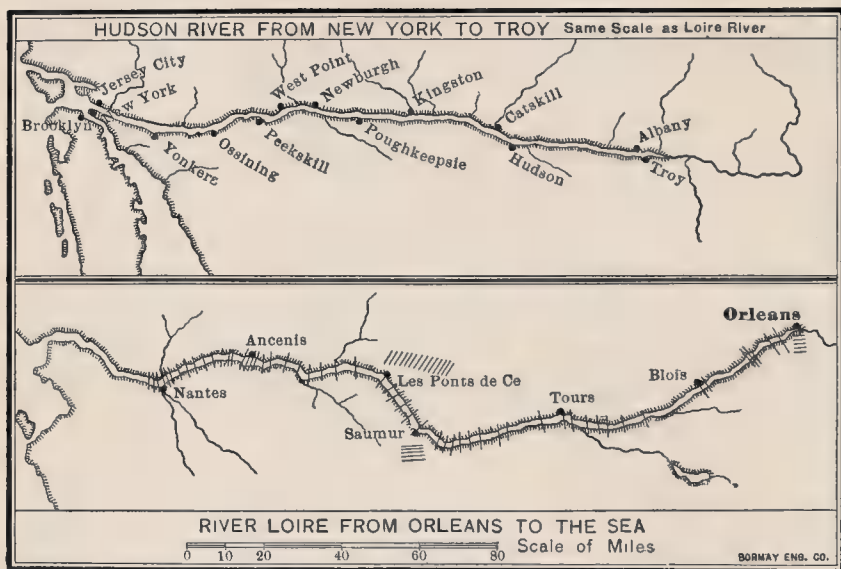 HUDSON RIVER FROM NEW YORK TO TROY Same Scale as Loire River
Jersey City
New York
Brooklyn
Yonkers
Ossining
West Point
Newburgh
Peekskill
Poughkeepsie
Kingston
Catskill
Hudson
Albany
Troy
Orleans
Ancenis
Nantes
Les Ponts de Ce
Saumur
Tours
Blois
RIVER LOIRE FROM ORLEANS TO THE SEA
0 10 20 40 60 80 Scale of Miles
BORMAY ENG. CO.